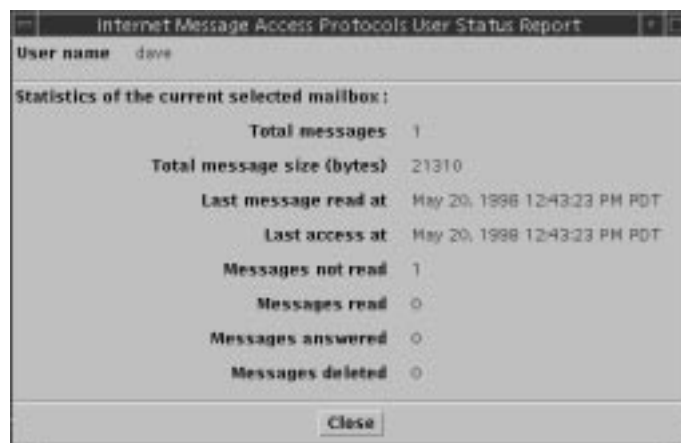 Internet Message Access Protocols User Status Report
User name dave
Statistics of the current selected mailbox:
Total messages 1
Total message size (bytes) 21310
Last message read at May 20, 1998 12:43:23 PM PDT
Last access at May 20, 1998 12:43:23 PM PDT
Messages not read 1
Messages read 0
Messages answered 0
Messages deleted 0
Close